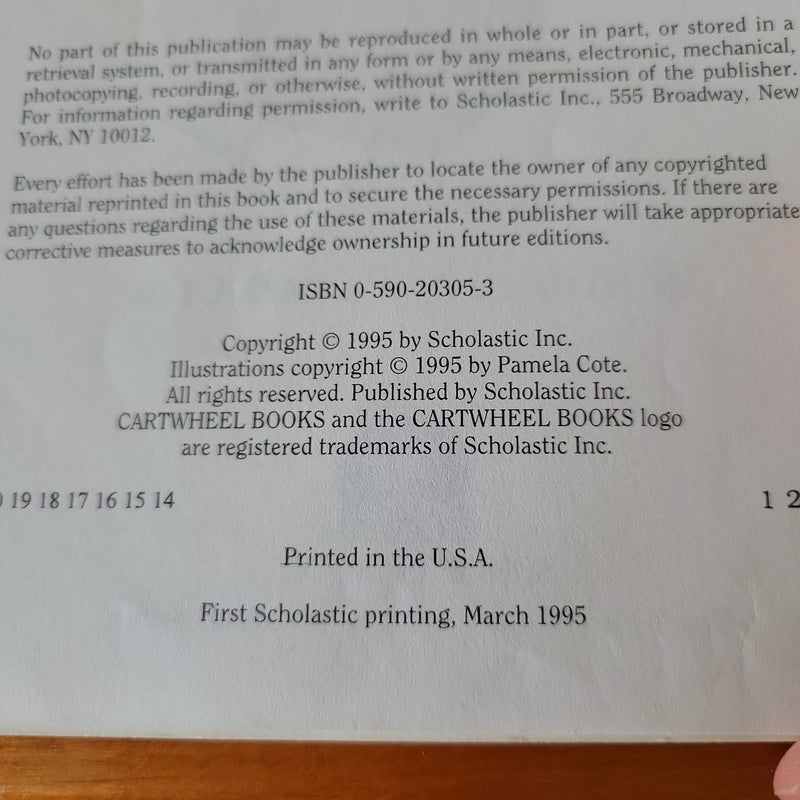 No part of this publication may be reproduced in whole or in part, or stored in a
retrieval system, or transmitted in any form or by any means, electronic, mechanical,
photocopying, recording, or otherwise, without written permission of the publisher.
For information regarding permission, write to Scholastic Inc., 555 Broadway, New
York, NY 10012.
Every effort has been made by the publisher to locate the owner of any copyrighted
material reprinted in this book and to secure the necessary permissions. If there are
any questions regarding the use of these materials, the publisher will take appropriate
corrective measures to acknowledge ownership in future editions.
ISBN 0-590-20305-3
Copyright © 1995 by Scholastic Inc.
Illustrations copyright © 1995 by Pamela Cote.
All rights reserved. Published by Scholastic Inc.
CARTWHEEL BOOKS and the CARTWHEEL BOOKS logo
are registered trademarks of Scholastic Inc.
19 18 17 16 15 14 1 2
Printed in the U.S.A.
First Scholastic printing, March 1995